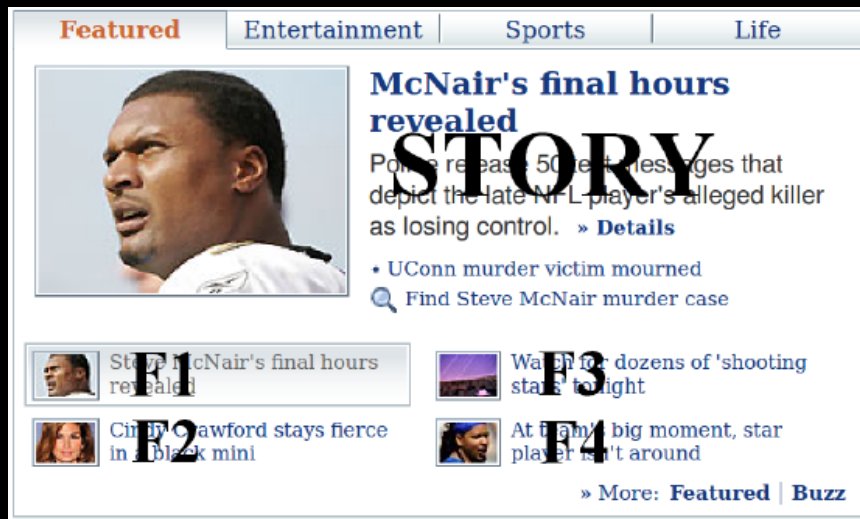 Featured Entertainment Sports Life
McNair's final hours
revealed
STORY
Police release 50 text messages that
depict the late NFL player's alleged killer
as losing control. » Details
• UConn murder victim mourned
Find Steve McNair murder case
Steve McNair's final hours
revealed
F1
Cindy Crawford stays fierce
in a black mini
F2
Watch for dozens of 'shooting
stars' tonight
F3
At team's big moment, star
player isn't around
F4
» More: Featured | Buzz